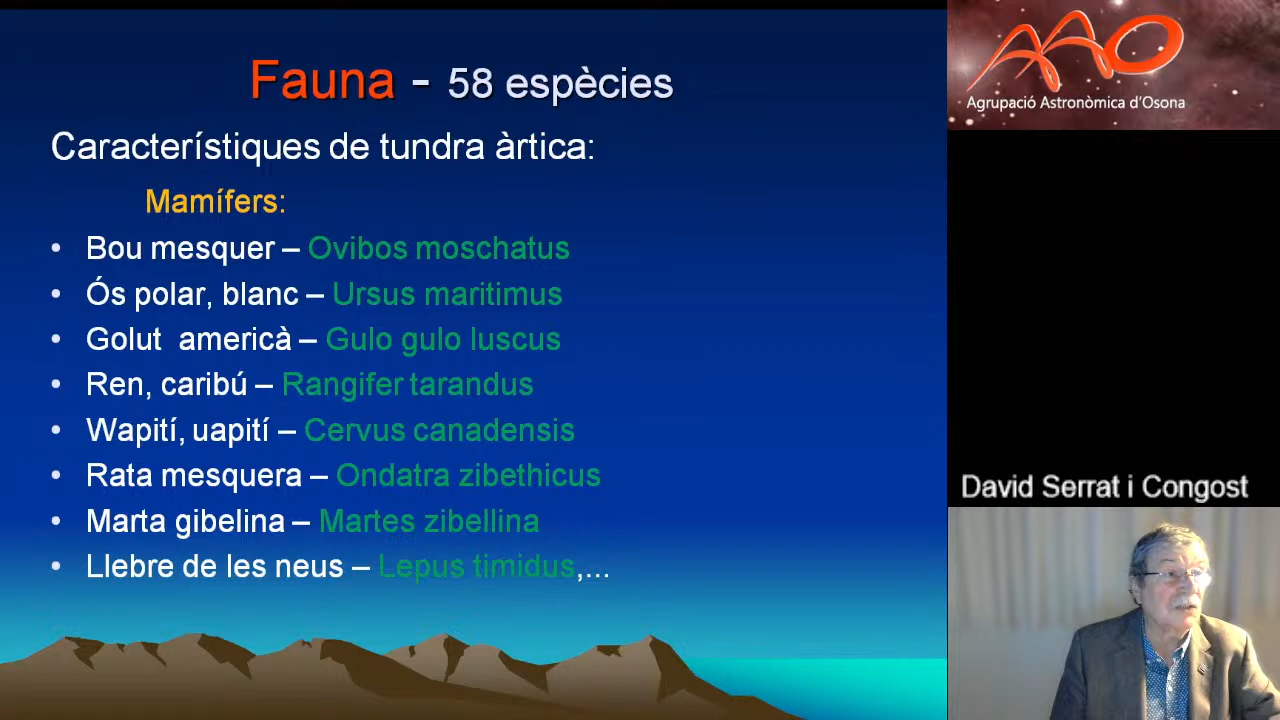 Fauna - 58 espècies
Característiques de tundra àrtica:
Mamífers:
• Bou mesquer – Ovibos moschatus
• Ós polar, blanc – Ursus maritimus
• Golut americà – Gulo gulo luscus
• Ren, caribú – Rangifer tarandus
• Wapití, uapití – Cervus canadensis
• Rata mesquera – Ondatra zibethicus
• Marta gibelina – Martes zibellina
• Llebre de les neus – Lepus timidus,...
AAO
Agrupació Astronòmica d'Osona
David Serrat i Congost